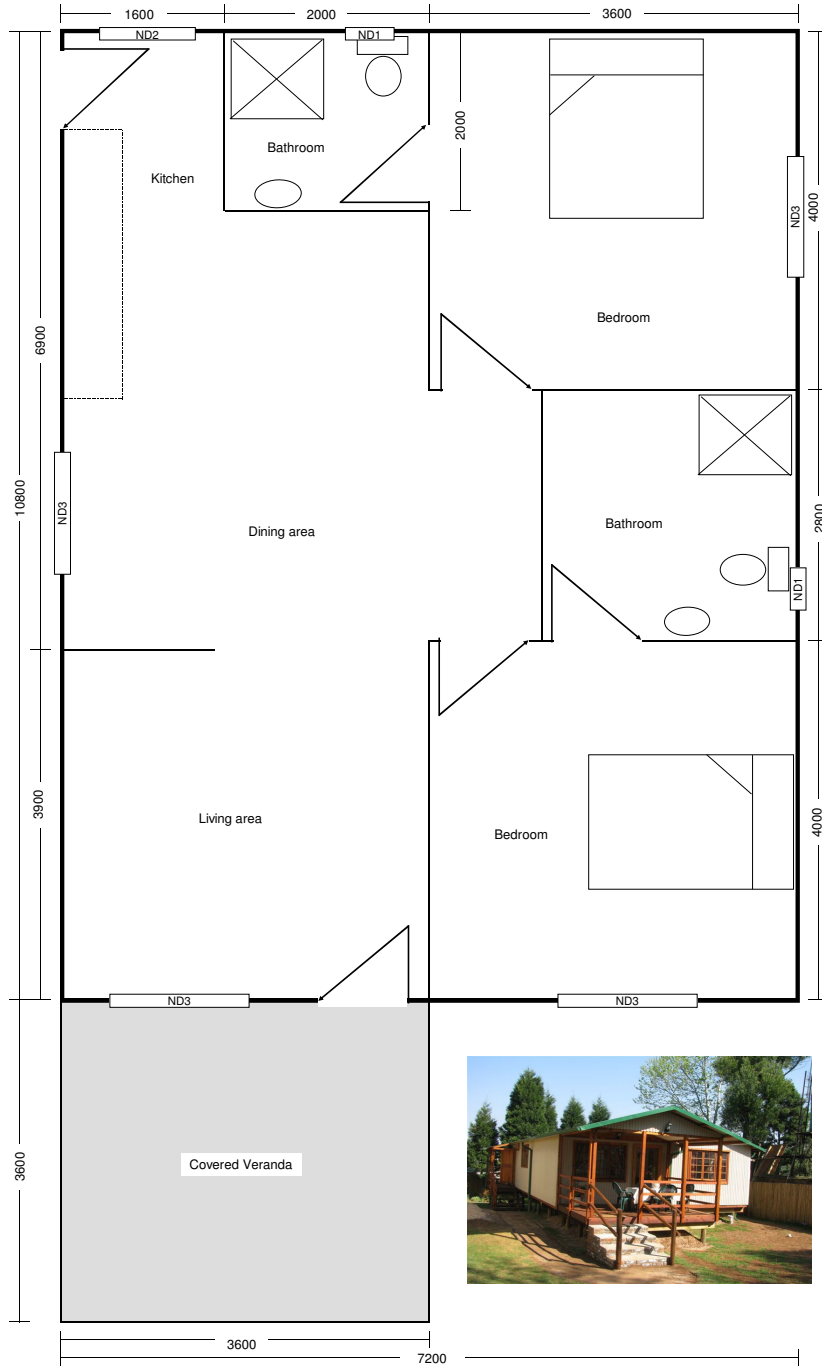 1600
2000
3600
ND2
ND1
2000
Bathroom
Kitchen
ND3
4000
Bedroom
6900
10800
ND3
Dining area
Bathroom
2800
ND1
3900
Living area
Bedroom
4000
ND3
ND3
3600
Covered Veranda
3600
7200